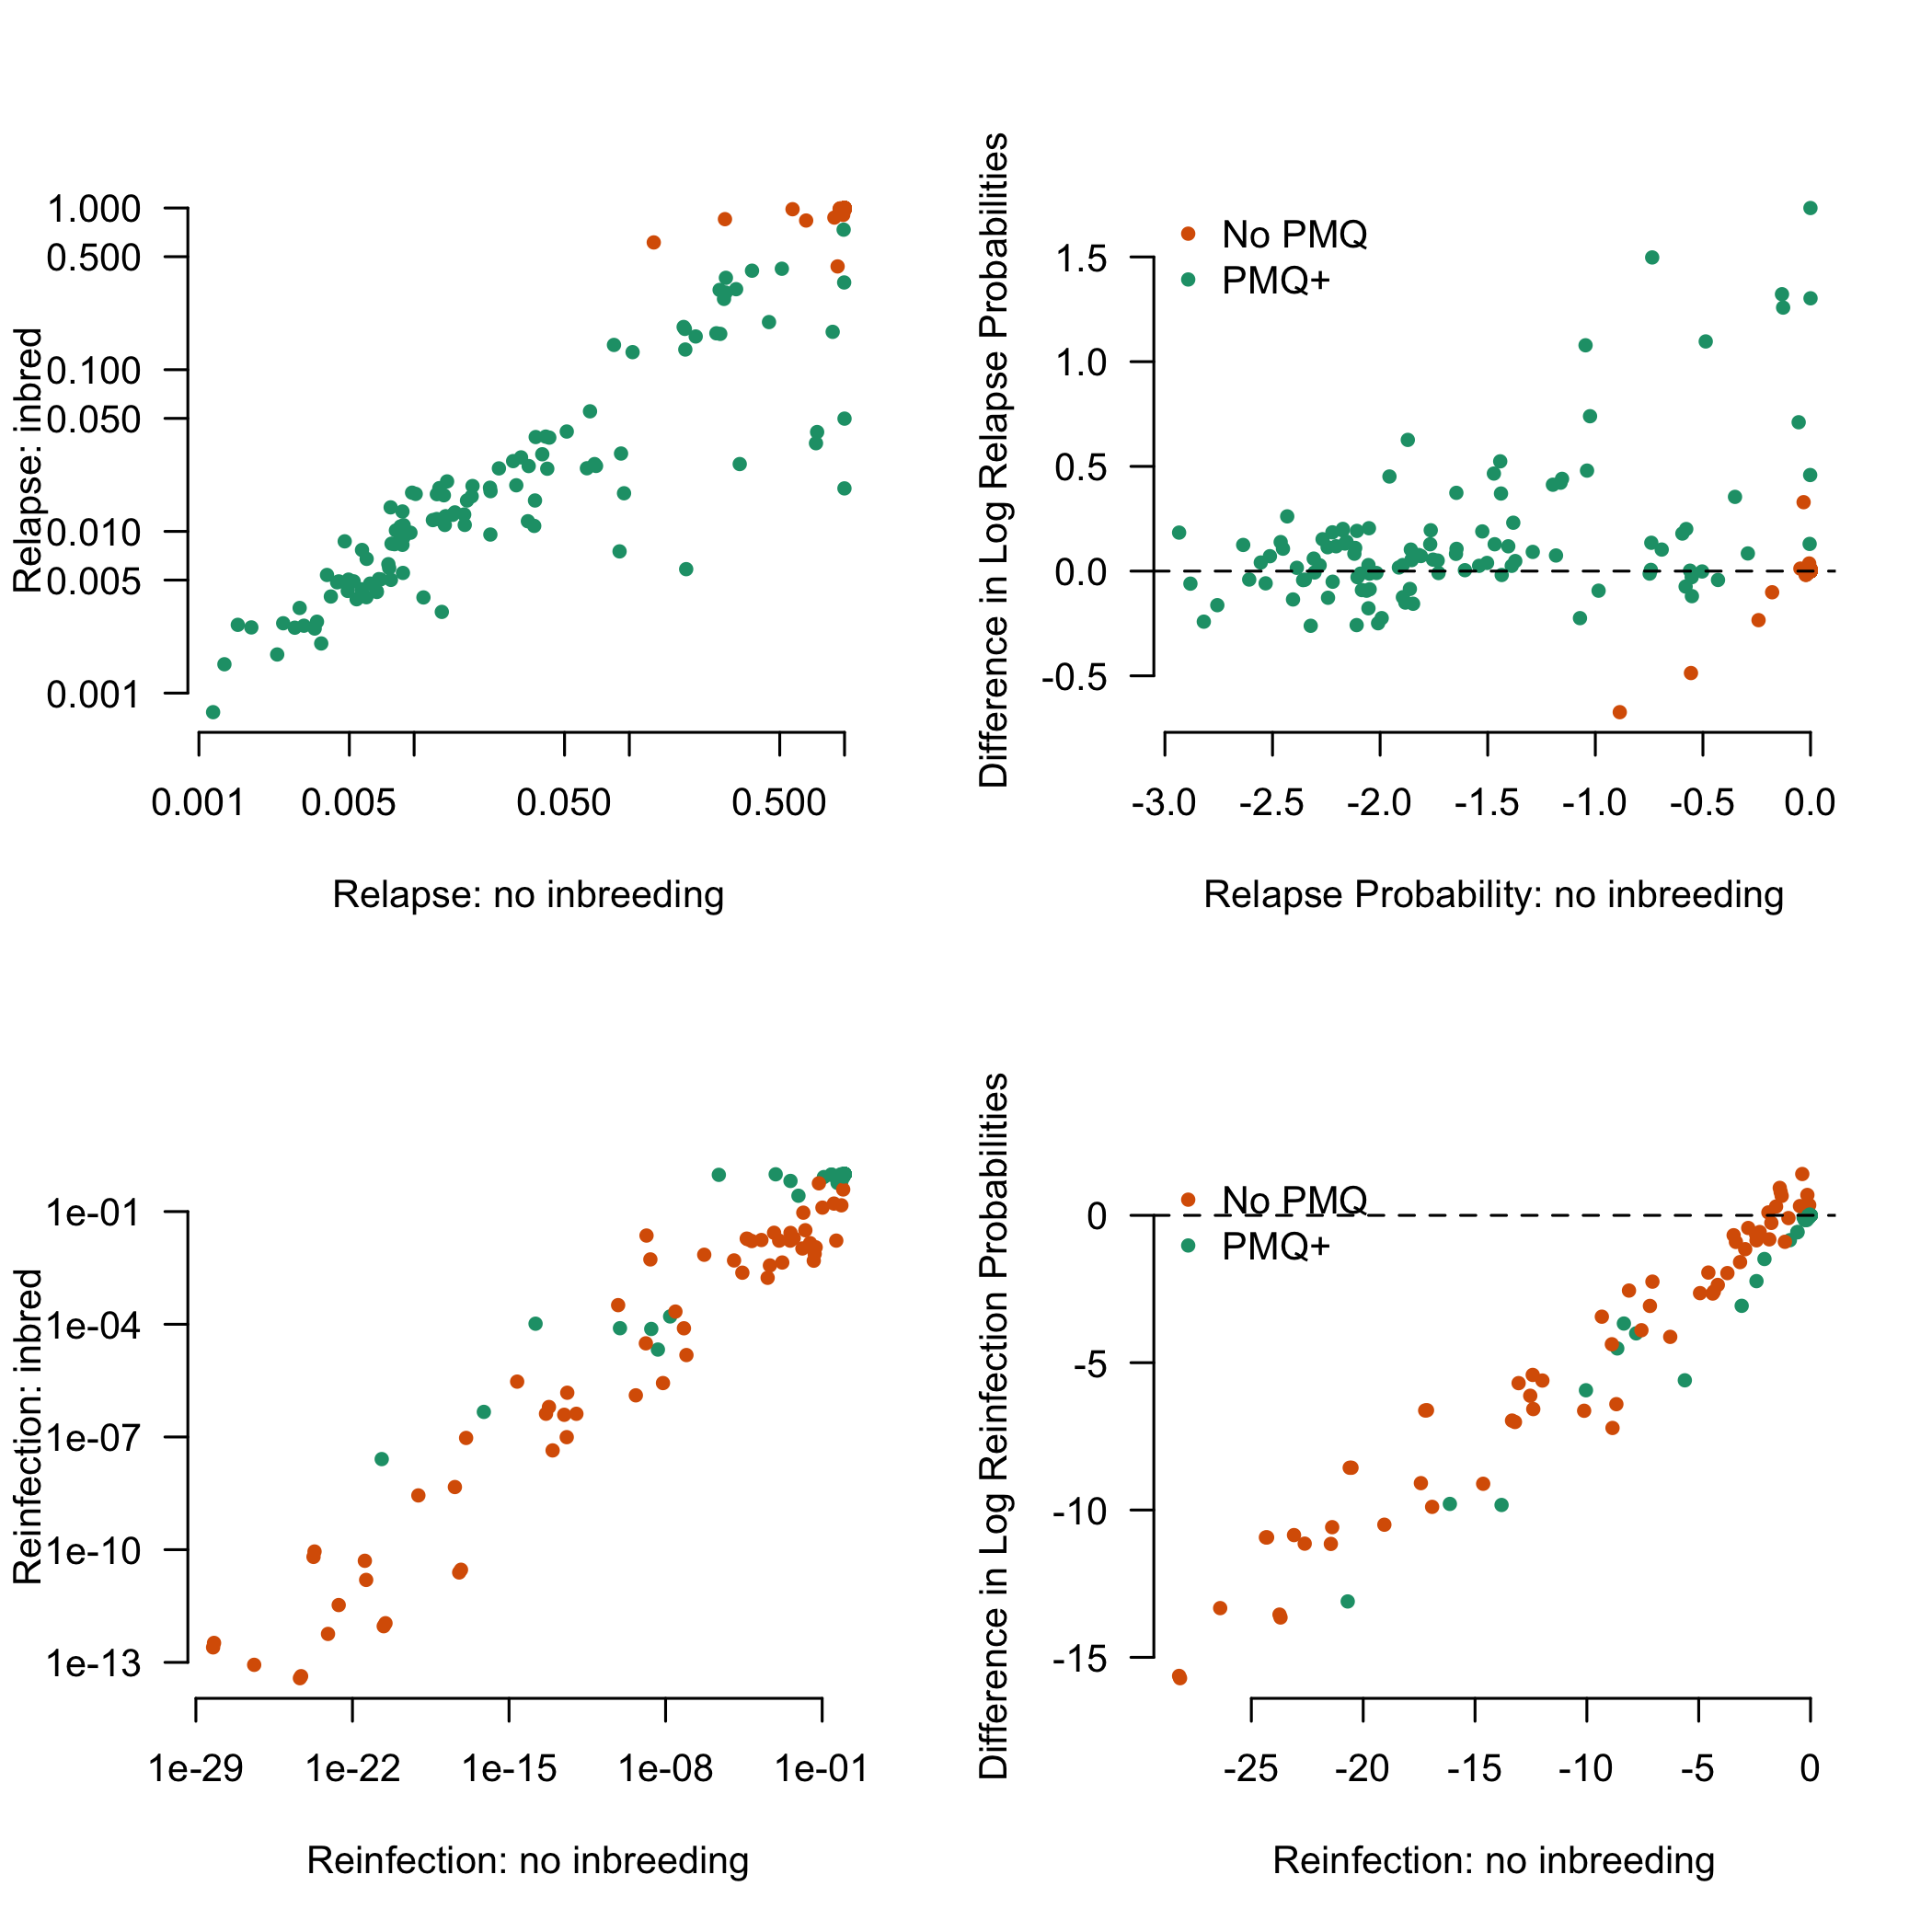 Relapse: inbred
1.000
0.500
0.100
0.050
0.010
0.005
0.001
0.001 0.005 0.050 0.500
Relapse: no inbreeding
Difference in Log Relapse Probabilities
No PMQ
PMQ+
1.5
1.0
0.5
0.0
-0.5
-3.0 -2.5 -2.0 -1.5 -1.0 -0.5 0.0
Relapse Probability: no inbreeding
Reinfection: inbred
1e-01
1e-04
1e-07
1e-10
1e-13
1e-29 1e-22 1e-15 1e-08 1e-01
Reinfection: no inbreeding
Difference in Log Reinfection Probabilities
No PMQ
PMQ+
0
-5
-10
-15
-25 -20 -15 -10 -5 0
Reinfection: no inbreeding